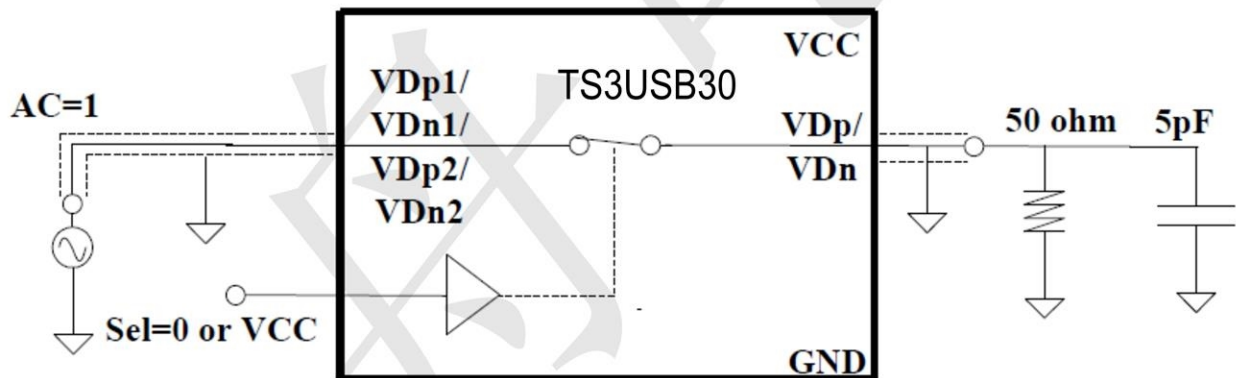 VCC
VDp1/
TS3USB30
AC=1
VDn1/
VDp/
50 ohm
5pF
VDp2/
VDn
VDn2
Sel=0 or VCC
GND